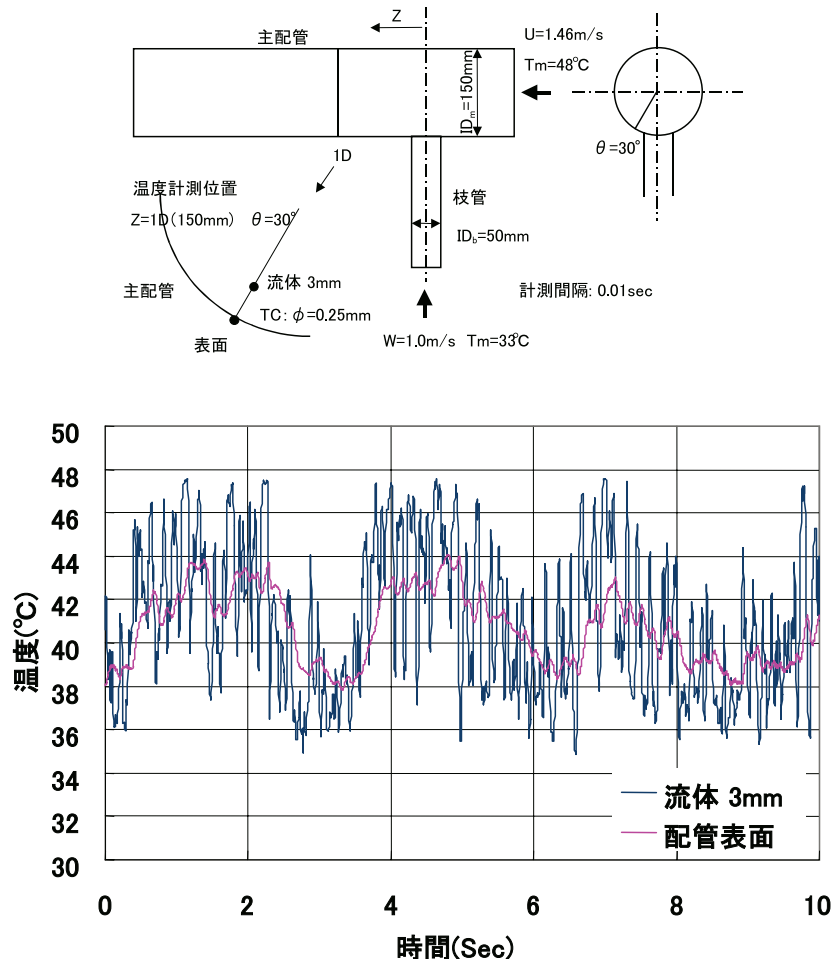 Z
主配管
U=1.46m/s
Tm=48℃
IDm=150mm
θ=30°
1D
温度計測位置
Z=1D(150mm) θ=30°
枝管
IDb=50mm
流体 3mm
主配管
TC: φ=0.25mm
表面
計測間隔: 0.01sec
W=1.0m/s Tm=33℃
50
48
46
44
42
40
38
36
34
32
30
温度(℃)
流体 3mm
配管表面
0 2 4 6 8 10
時間(Sec)